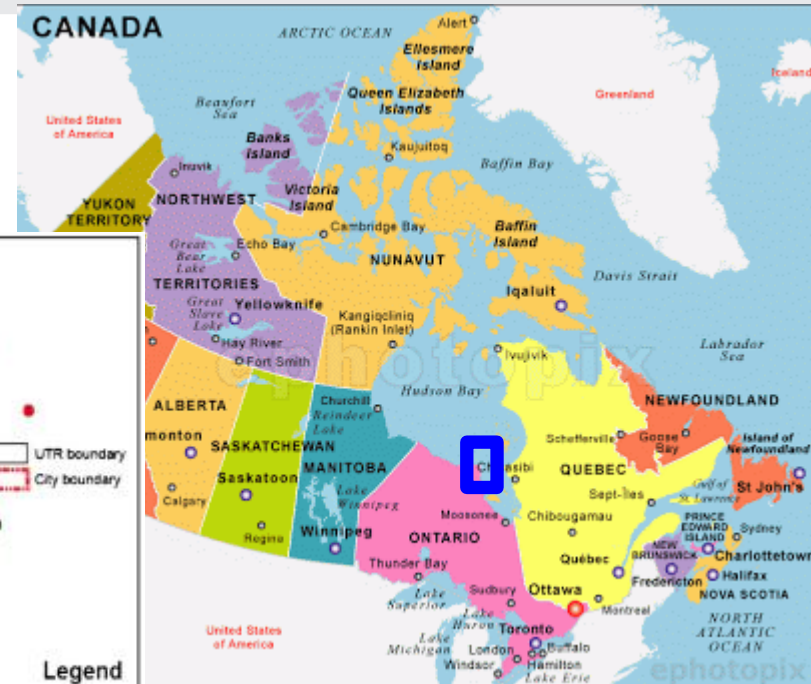 CANADA
ARCTIC OCEAN
Alert
Ellesmere
Island
Queen Elizabeth
Islands
Greenland
Iceland
United States
of America
Beaufort
Sea
Banks
Island
Kaujuitoq
Baffin Bay
Inuvik
Victoria
Island
YUKON
TERRITORY
NORTHWEST
TERRITORIES
Great
Bear
Lake
Echo Bay
Cambridge Bay
Baffin
Island
NUNAVUT
Davis Strait
Iqaluit
Great
Slave
Lake
Yellowknife
Kangiqcliniq
(Rankin Inlet)
Hay River
Fort Smith
Ivujivik
Labrador
Sea
ephotopix
Hudson Bay
ALBERTA
monton
Calgary
SASKATCHEWAN
Saskatoon
Regina
Churchill
Reindeer
Lake
MANITOBA
Lake
Winnipeg
Winnipeg
NEWFOUNDLAND
Schefferville
Goose
Bay
Island of
Newfoundland
St John's
QUEBEC
Sept-Îles
Gulf of
St. Lawrence
Chibougamau
Moosonee
ONTARIO
Thunder Bay
PRINCE
EDWARD
ISLAND
Sydney
Charlottetown
NEW
BRUNSWICK
Fredericton
Halifax
NOVA SCOTIA
Québec
Ottawa
Montreal
Sudbury
Lake
Superior
Lake
Huron
Toronto
Lake
Michigan
London
Buffalo
Windsor
Hamilton
Lake Erie
United States
of America
NORTH
ATLANTIC
OCEAN
ephotopix
UTR boundary
City boundary
Legend